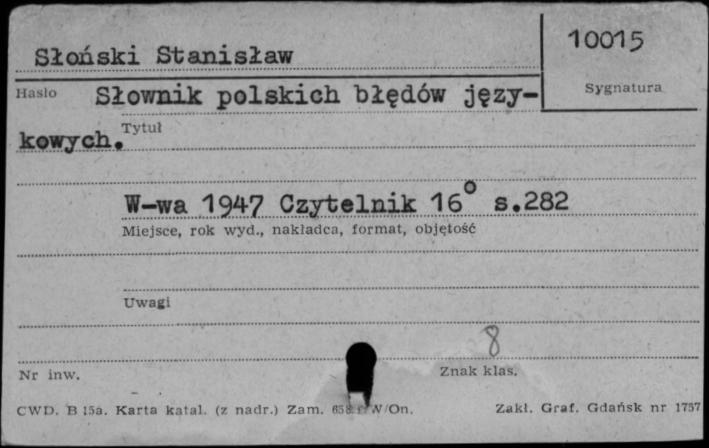 Słoński Stanisław
10015
Hasło
Sygnatura
Słownik polskich błędów języ-
Tytuł
kowych.
W-wa 1947 Czytelnik 16° s.282
Miejsce, rok wyd., nakładca, format, objętość
Uwagi
8
Nr inw.
Znak klas.
CWD. B 15a. Karta katal. (z nadr.) Zam. W/On.
Zakł. Graf. Gdańsk nr 1757